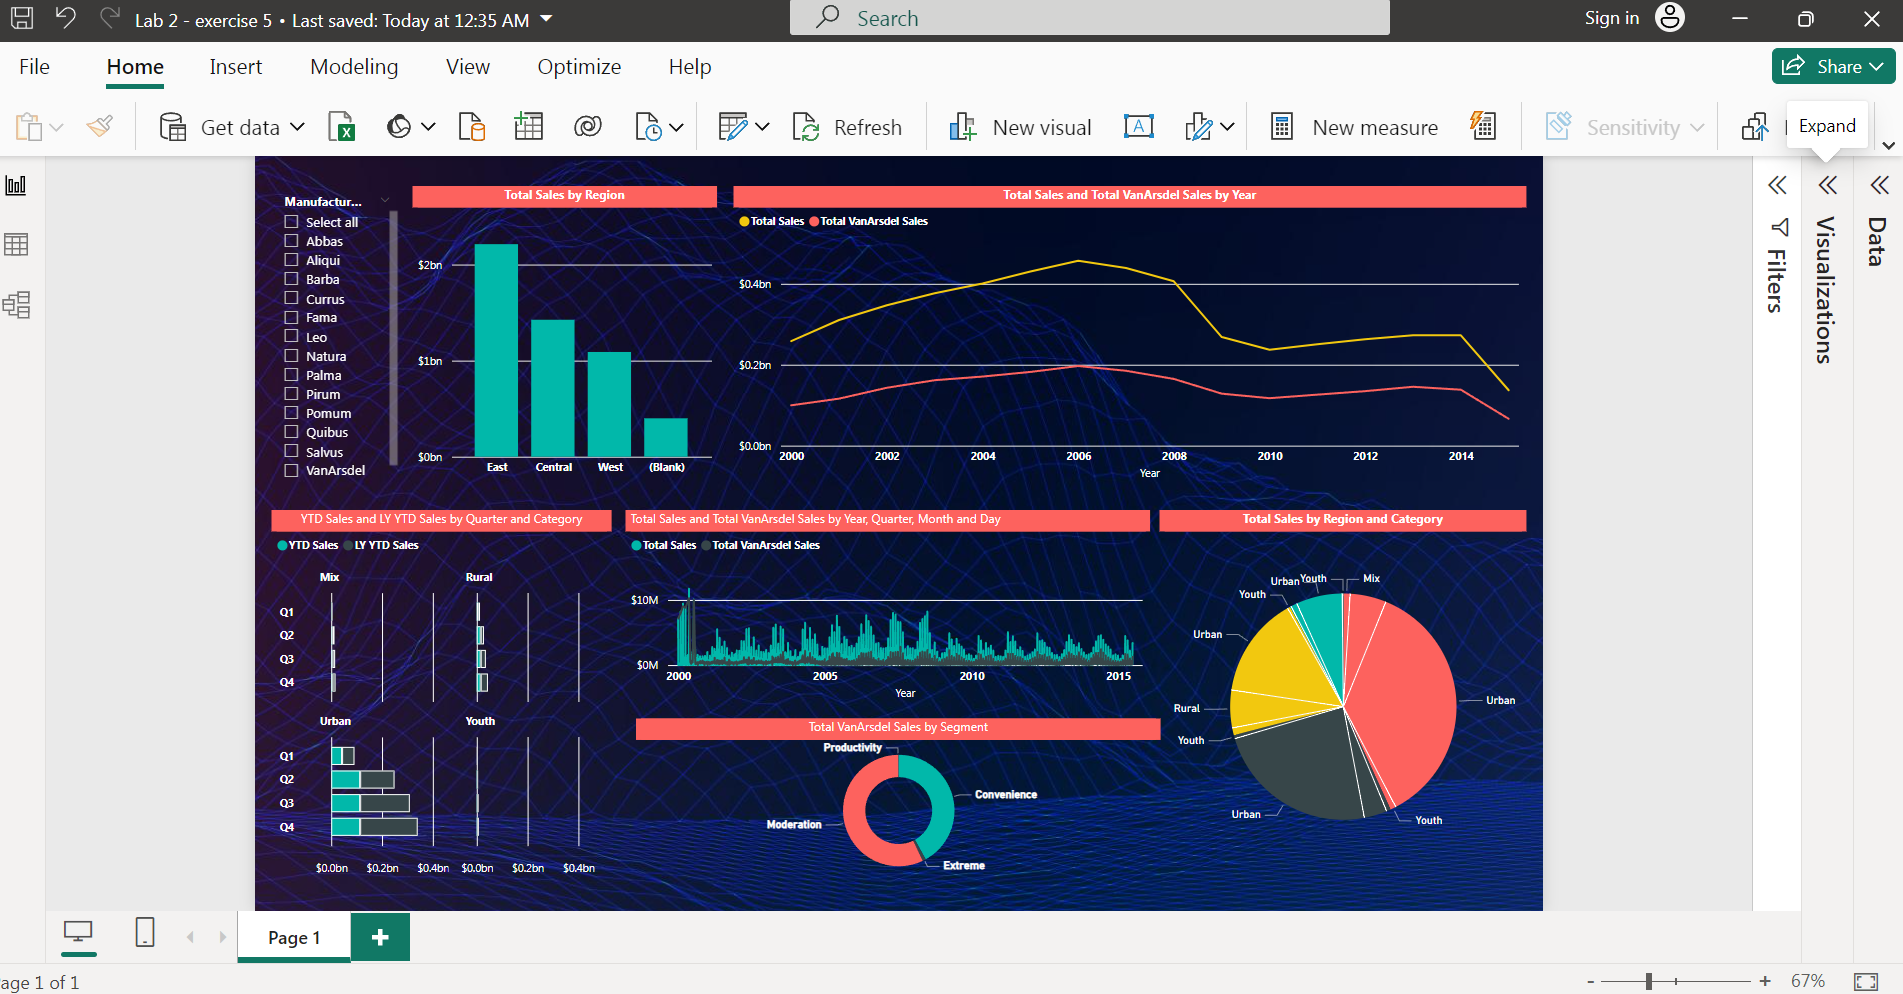 Lab 2 - exercise 5 • Last saved: Today at 12:35 AM
Search
Sign in
File
Home
Insert
Modeling
View
Optimize
Help
Share
Get data
Refresh
New visual
New measure
Sensitivity
Expand
Manufactur...
Select all
Abbas
Aliqui
Barba
Currus
Fama
Leo
Natura
Palma
Pirum
Pomum
Quibus
Salvus
VanArsdel
Total Sales by Region
$2bn
$1bn
$0bn
East
Central
West
(Blank)
Total Sales and Total VanArsdel Sales by Year
Total Sales
Total VanArsdel Sales
$0.4bn
$0.2bn
$0.0bn
2000
2002
2004
2006
2008
2010
2012
2014
Year
Filters
Visualizations
Data
YTD Sales and LY YTD Sales by Quarter and Category
YTD Sales
LY YTD Sales
Mix
Rural
Q1
Q2
Q3
Q4
Urban
Youth
Q1
Q2
Q3
Q4
$0.0bn
$0.2bn
$0.4bn
$0.0bn
$0.2bn
$0.4bn
Total Sales and Total VanArsdel Sales by Year, Quarter, Month and Day
Total Sales
Total VanArsdel Sales
$10M
$0M
2000
2005
2010
2015
Year
Total VanArsdel Sales by Segment
Productivity
Convenience
Moderation
Extreme
Total Sales by Region and Category
Urban
Youth
Mix
Youth
Urban
Rural
Youth
Urban
Urban
Youth
Page 1
age 1 of 1
67%